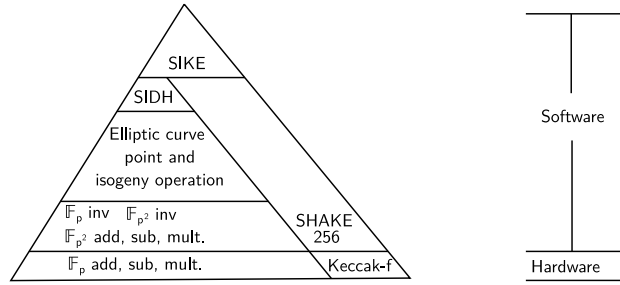 SIKE
SIDH
Elliptic curve
point and
isogeny operation
𝔽ₚ inv 𝔽ₚ² inv
𝔽ₚ² add, sub, mult.
SHAKE
256
𝔽ₚ add, sub, mult.
Keccak-f
Software
Hardware